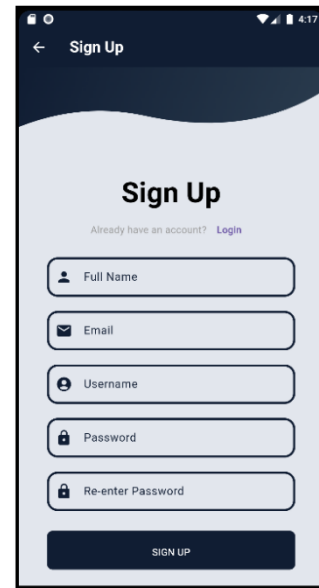 4:17
Sign Up
Sign Up
Already have an account? Login
Full Name
Email
Username
Password
Re-enter Password
SIGN UP